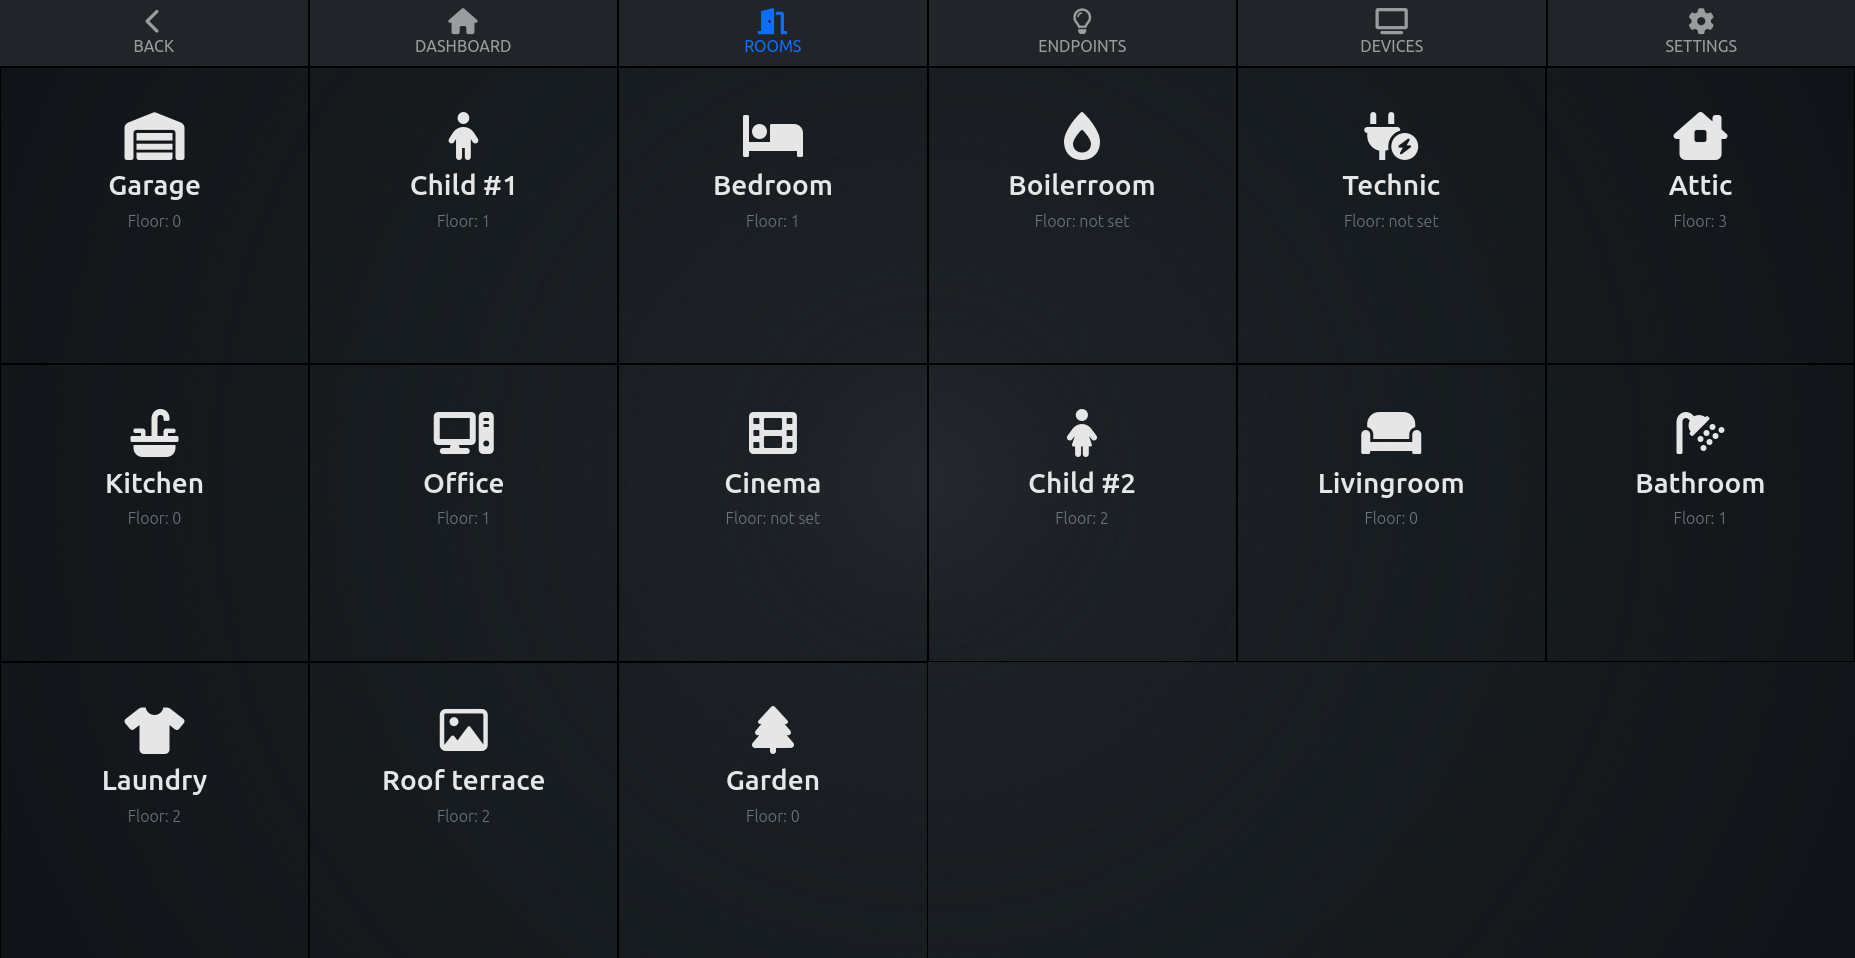 BACK
DASHBOARD
ROOMS
ENDPOINTS
DEVICES
SETTINGS
Garage
Floor: 0
Child #1
Floor: 1
Bedroom
Floor: 1
Boilerroom
Floor: not set
Technic
Floor: not set
Attic
Floor: 3
Kitchen
Floor: 0
Office
Floor: 1
Cinema
Floor: not set
Child #2
Floor: 2
Livingroom
Floor: 0
Bathroom
Floor: 1
Laundry
Floor: 2
Roof terrace
Floor: 2
Garden
Floor: 0